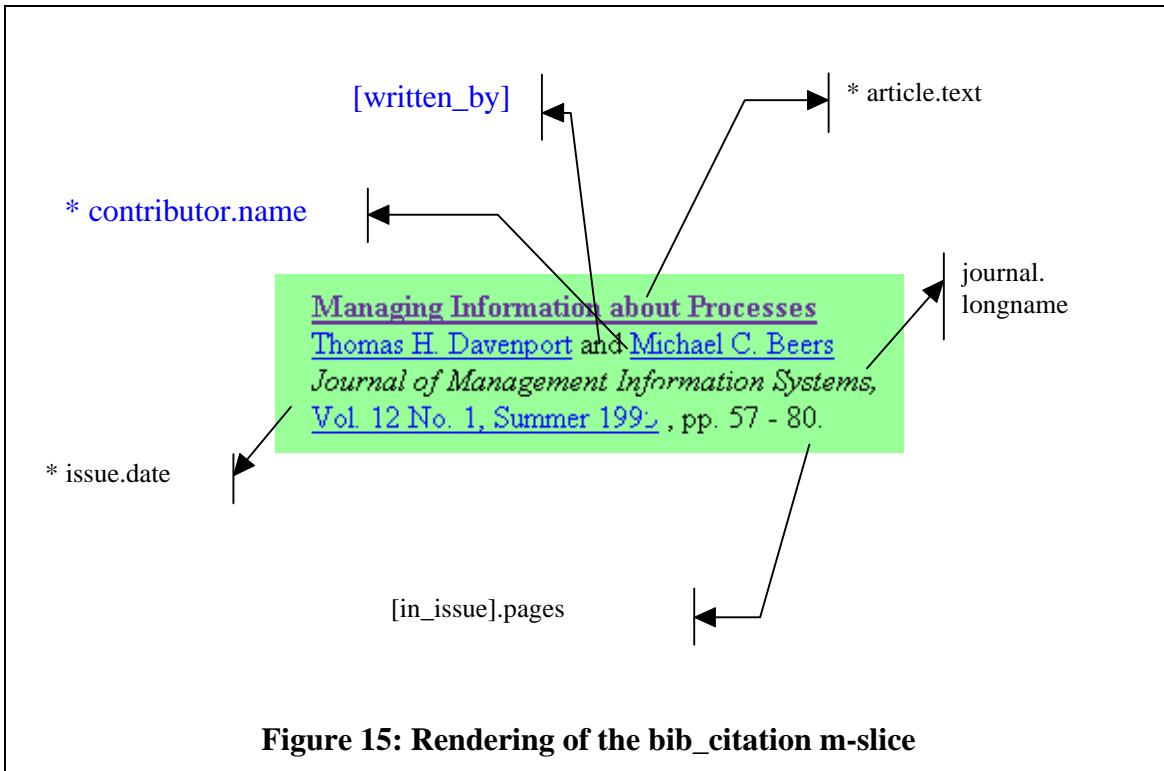 [written_by]
* article.text
* contributor.name
journal.
longname
Managing Information about Processes
Thomas H. Davenport and Michael C. Beers
Journal of Management Information Systems,
Vol. 12 No. 1, Summer , pp. 57 - 80.
* issue.date
[in_issue].pages
Figure 15: Rendering of the bib_citation m-slice